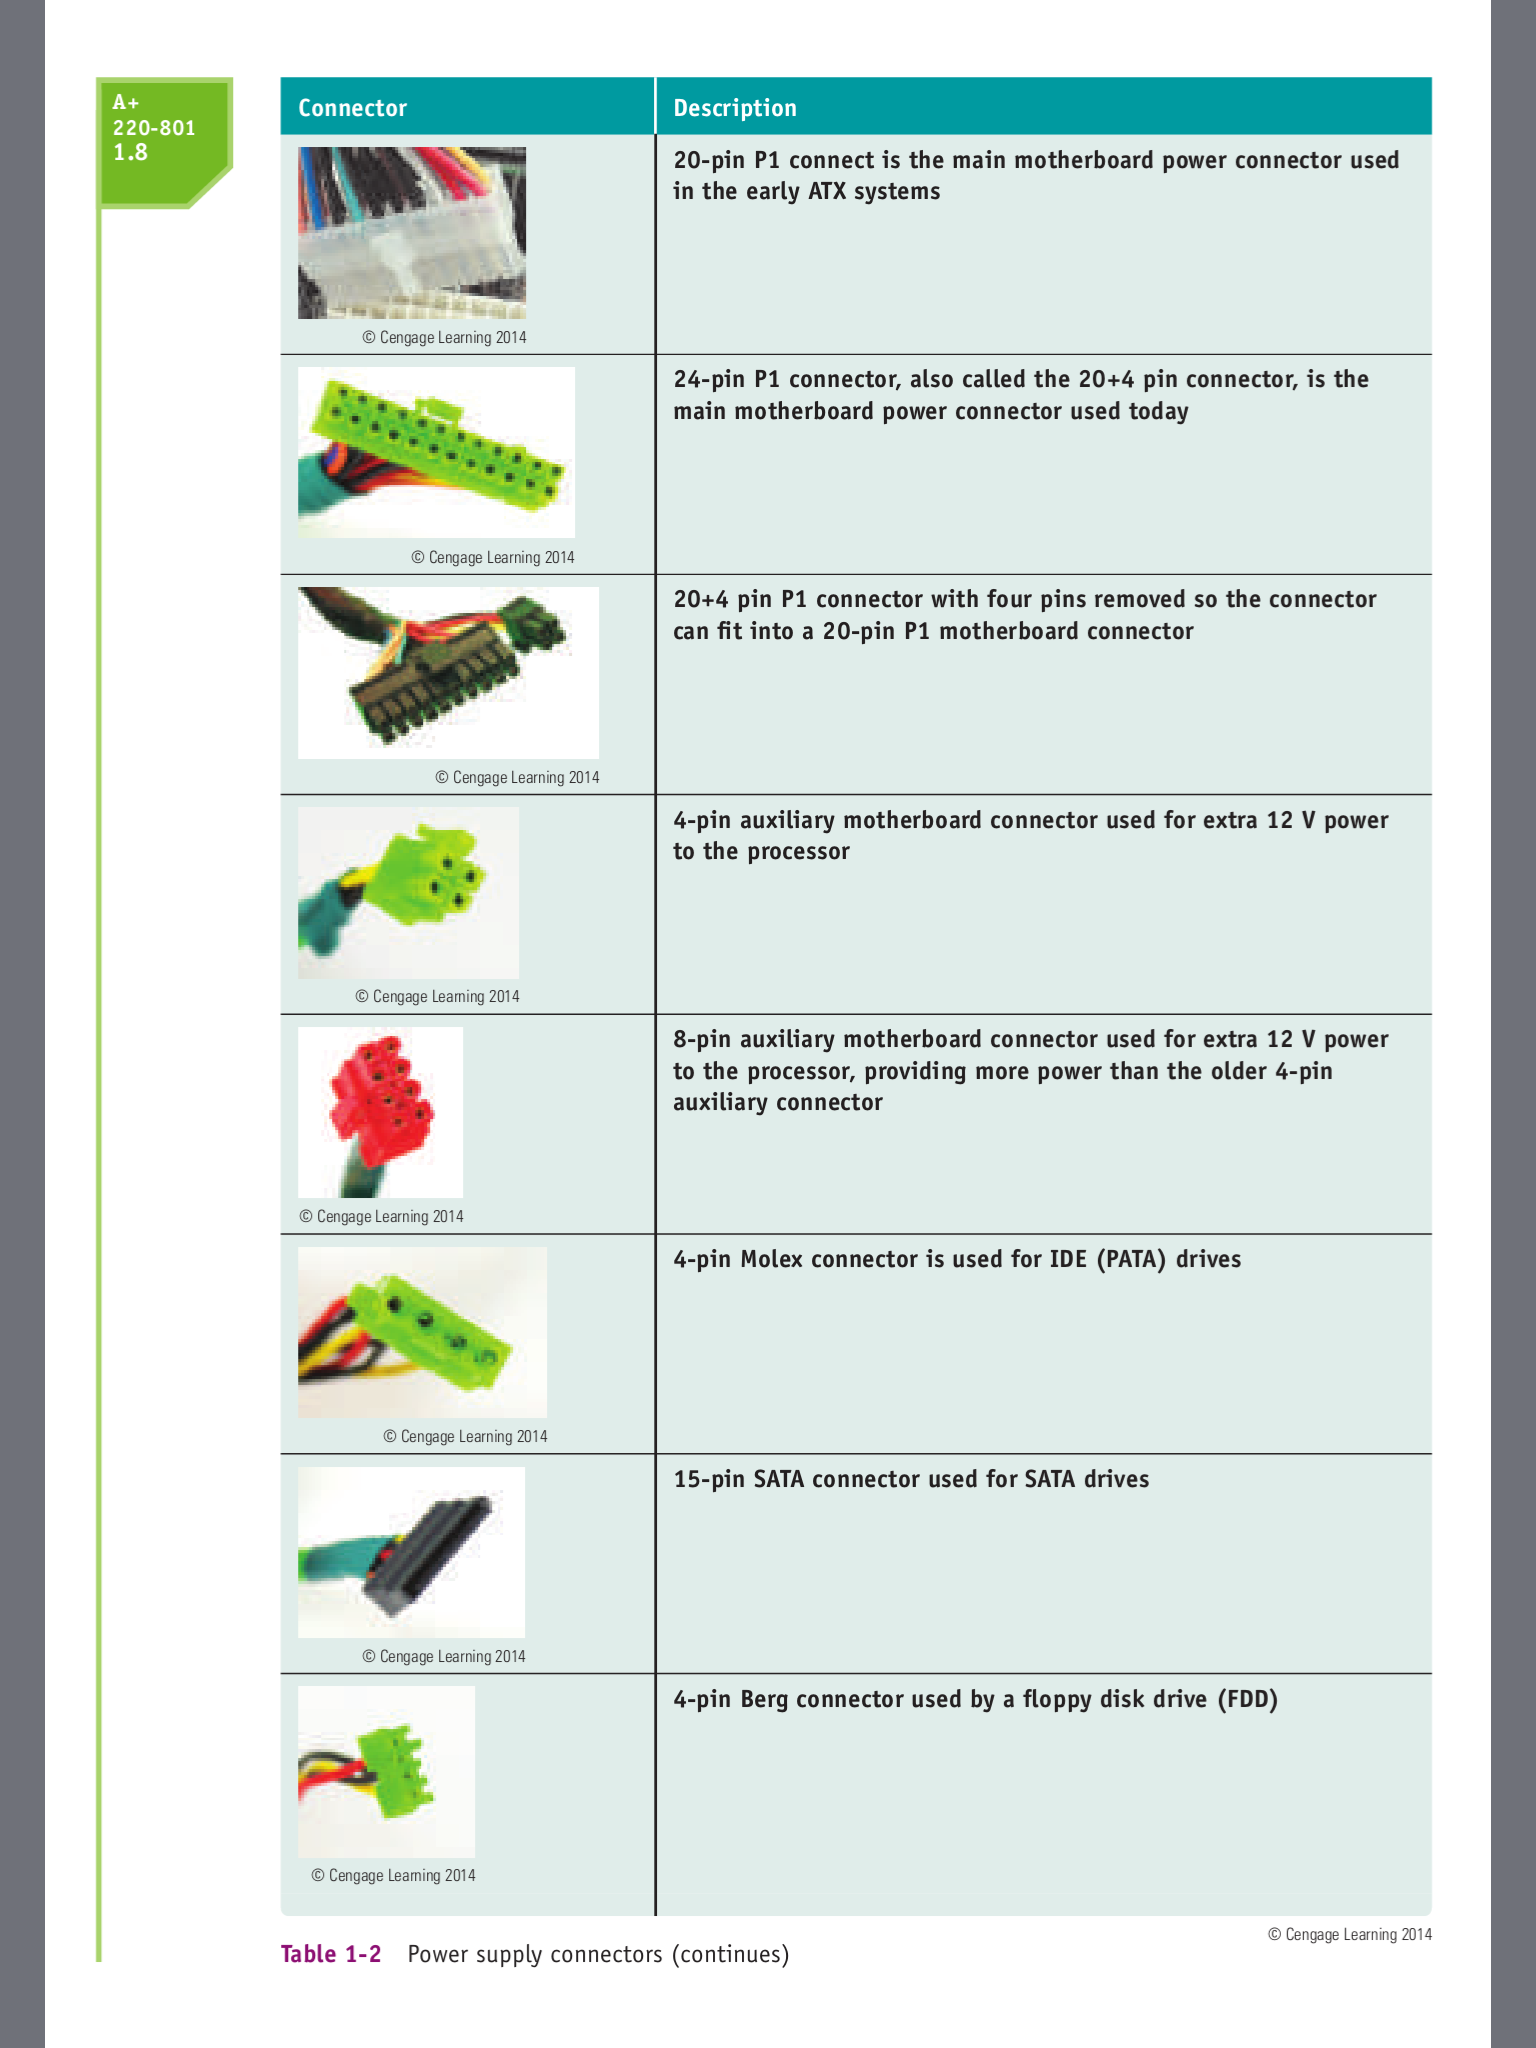 A+
220-801
1.8
Connector
Description
20-pin P1 connect is the main motherboard power connector used
in the early ATX systems
© Cengage Learning 2014
24-pin P1 connector, also called the 20+4 pin connector, is the
main motherboard power connector used today
© Cengage Learning 2014
20+4 pin P1 connector with four pins removed so the connector
can fit into a 20-pin P1 motherboard connector
© Cengage Learning 2014
4-pin auxiliary motherboard connector used for extra 12 V power
to the processor
© Cengage Learning 2014
8-pin auxiliary motherboard connector used for extra 12 V power
to the processor, providing more power than the older 4-pin
auxiliary connector
© Cengage Learning 2014
4-pin Molex connector is used for IDE (PATA) drives
© Cengage Learning 2014
15-pin SATA connector used for SATA drives
© Cengage Learning 2014
4-pin Berg connector used by a floppy disk drive (FDD)
© Cengage Learning 2014
© Cengage Learning 2014
Table 1-2 Power supply connectors (continues)